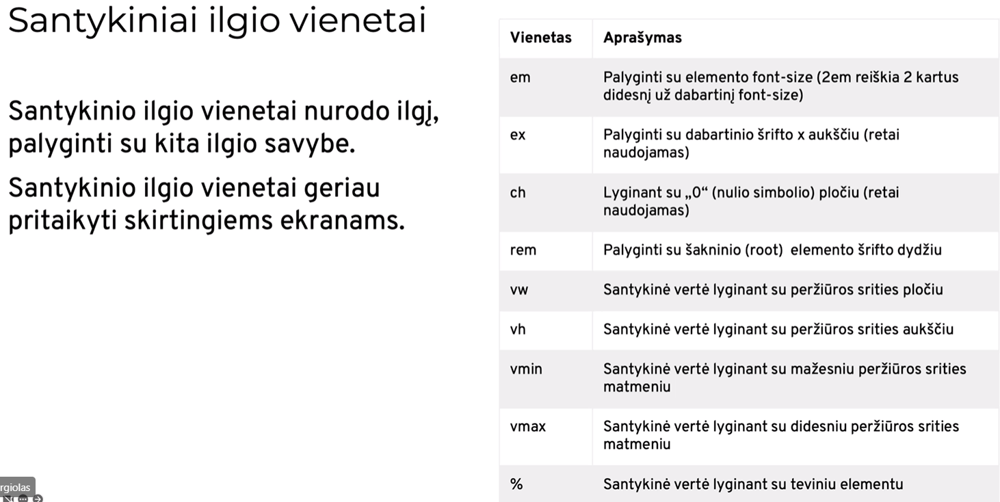 Santykiniai ilgio vienetai
Santykinio ilgio vienetai nurodo ilgį,
palyginti su kita ilgio savybe.
Santykinio ilgio vienetai geriau
pritaikyti skirtingiems ekranams.
Vienetas Aprašymas
em Palyginti su elemento font-size (2em reiškia 2 kartus
didesnį už dabartinį font-size)
ex Palyginti su dabartinio šrifto x aukščiu (retai
naudojamas)
ch Lyginant su „0“ (nulio simbolio) pločiu (retai
naudojamas)
rem Palyginti su šakninio (root) elemento šrifto dydžiu
vw Santykinė vertė lyginant su peržiūros srities pločiu
vh Santykinė vertė lyginant su peržiūros srities aukščiu
vmin Santykinė vertė lyginant su mažesniu peržiūros srities
matmeniu
vmax Santykinė vertė lyginant su didesniu peržiūros srities
matmeniu
% Santykinė vertė lyginant su teviniu elementu
rgiolas